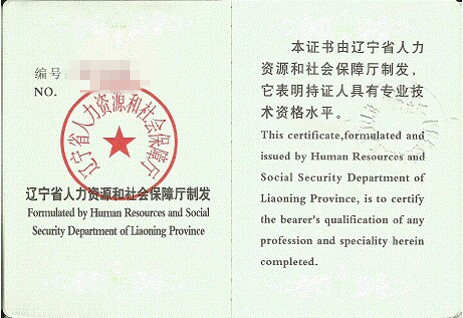 编号
NO.
辽宁省人力资源和社会保障厅
辽宁省人力资源和社会保障厅制发
Formulated by Human Resources and Social
Security Department of Liaoning Province
本证书由辽宁省人力
资源和社会保障厅制发，
它表明持证人具有专业技
术资格水平。
This certificate,formulated and
issued by Human Resources and
Social Security Department of
Liaoning Province, is to certify
the bearer's qualification of any
profession and speciality herein
completed.